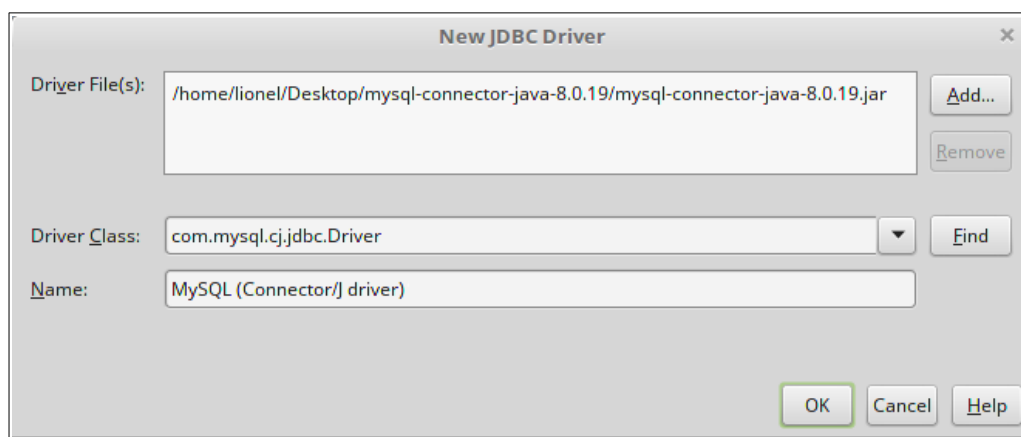 New JDBC Driver
Driver File(s):
/home/lionel/Desktop/mysql-connector-java-8.0.19/mysql-connector-java-8.0.19.jar
Add...
Remove
Driver Class:
com.mysql.cj.jdbc.Driver
Find
Name:
MySQL (Connector/J driver)
OK
Cancel
Help